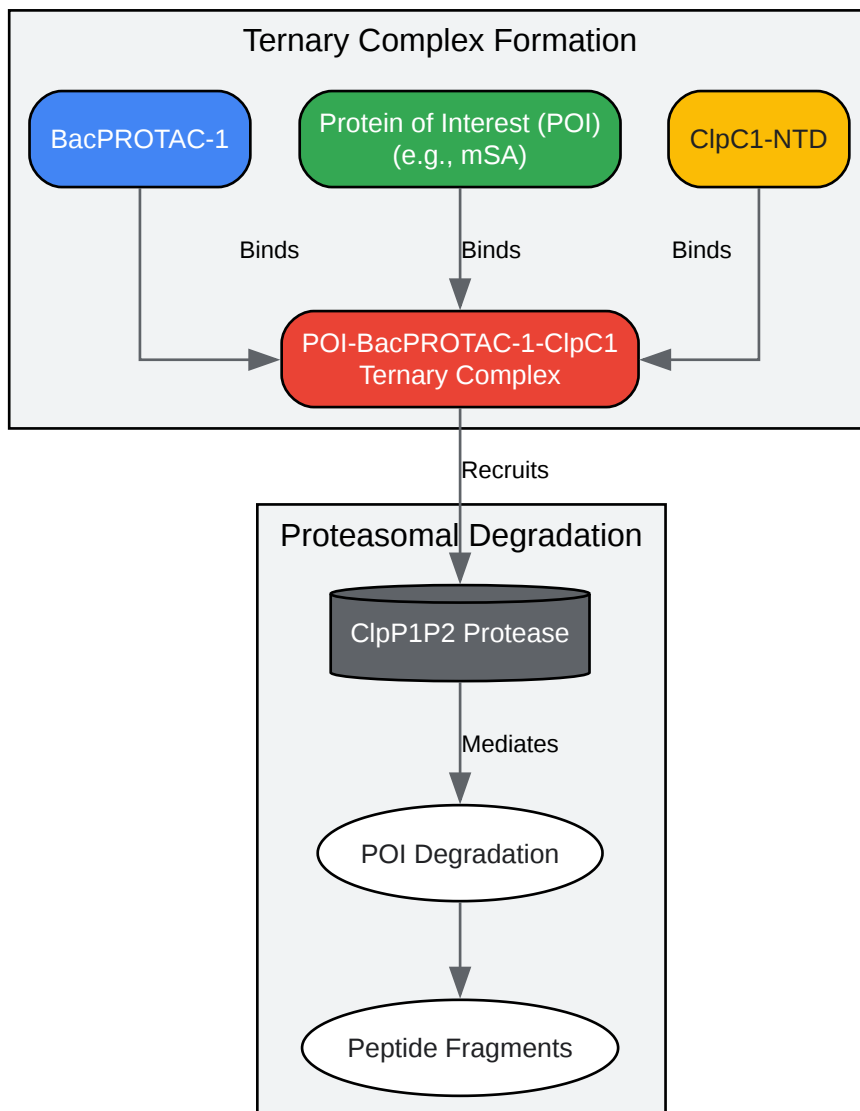 Ternary Complex Formation
BacPROTAC-1
Protein of Interest (POI)
(e.g., mSA)
ClpC1-NTD
Binds
Binds
Binds
POI-BacPROTAC-1-ClpC1
Ternary Complex
Recruits
Proteasomal Degradation
ClpP1P2 Protease
Mediates
POI Degradation
Peptide Fragments